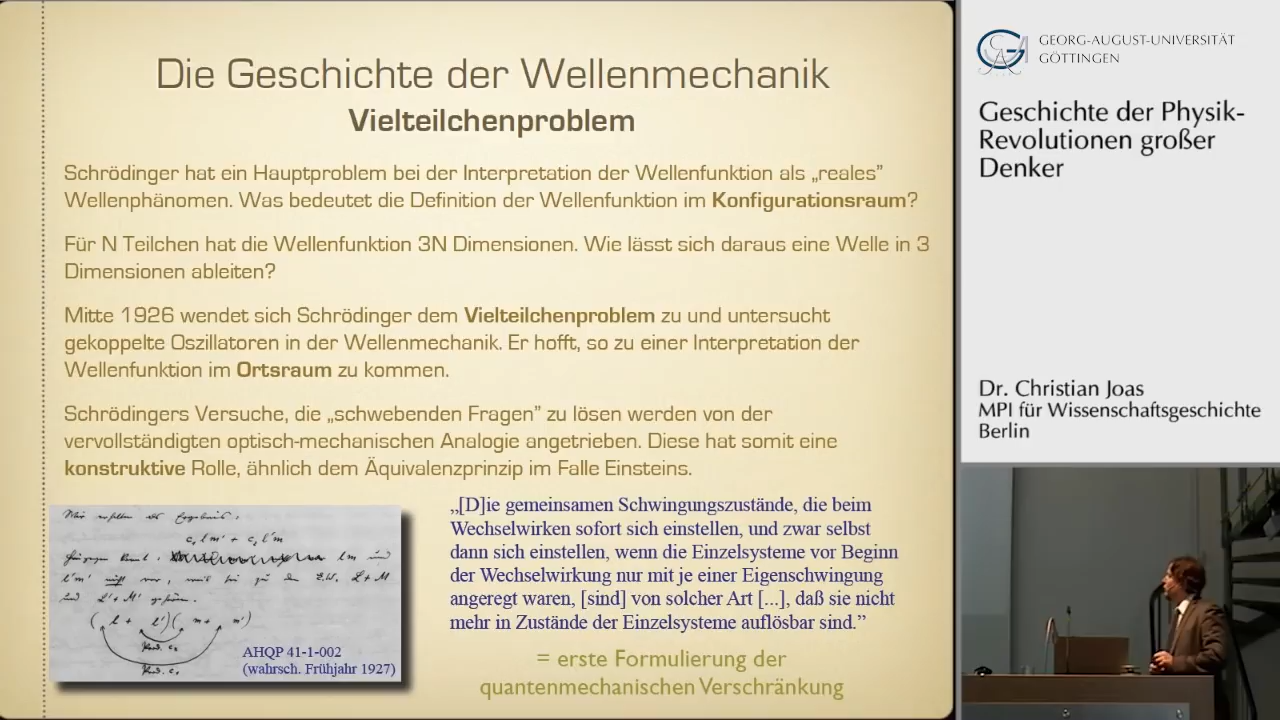 Die Geschichte der Wellenmechanik
Vielteilchenproblem
Schrödinger hat ein Hauptproblem bei der Interpretation der Wellenfunktion als „reales”
Wellenphänomen. Was bedeutet die Definition der Wellenfunktion im Konfigurationsraum?
Für N Teilchen hat die Wellenfunktion 3N Dimensionen. Wie lässt sich daraus eine Welle in 3
Dimensionen ableiten?
Mitte 1926 wendet sich Schrödinger dem Vielteilchenproblem zu und untersucht
gekoppelte Oszillatoren in der Wellenmechanik. Er hofft, so zu einer Interpretation der
Wellenfunktion im Ortsraum zu kommen.
Schrödingers Versuche, die „schwebenden Fragen” zu lösen werden von der
vervollständigten optisch-mechanischen Analogie angetrieben. Diese hat somit eine
konstruktive Rolle, ähnlich dem Äquivalenzprinzip im Falle Einsteins.
Wir erhalten das Ergebnis:
c₁ l m' + c₂ l' m
AHQP 41-1-002
(wahrsch. Frühjahr 1927)
„[D]ie gemeinsamen Schwingungszustände, die beim
Wechselwirken sofort sich einstellen, und zwar selbst
dann sich einstellen, wenn die Einzelsysteme vor Beginn
der Wechselwirkung nur mit je einer Eigenschwingung
angeregt waren, [sind] von solcher Art [...], daß sie nicht
mehr in Zustände der Einzelsysteme auflösbar sind.”
= erste Formulierung der
quantenmechanischen Verschränkung
GEORG-AUGUST-UNIVERSITÄT
GÖTTINGEN
Geschichte der Physik-
Revolutionen großer
Denker
Dr. Christian Joas
MPI für Wissenschaftsgeschichte
Berlin